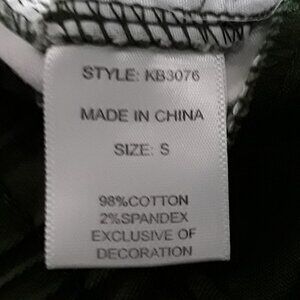 STYLE: KB3076
MADE IN CHINA
SIZE: S
98%COTTON
2%SPANDEX
EXCLUSIVE OF
DECORATION